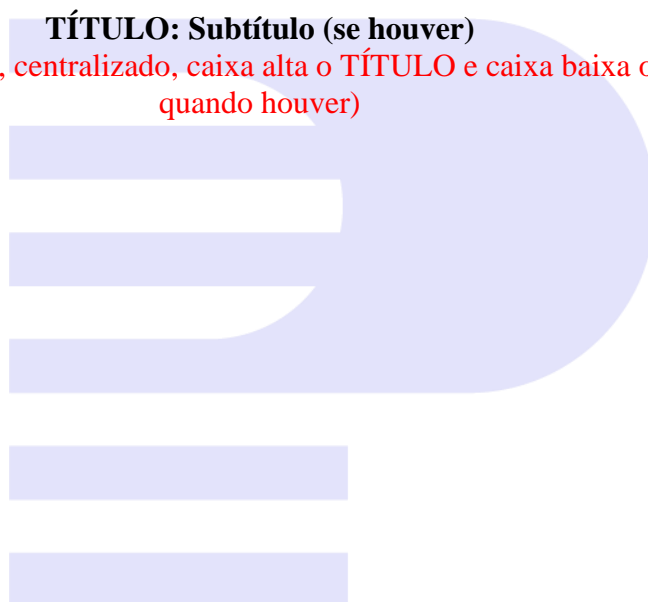 TÍTULO: Subtítulo (se houver)
, centralizado, caixa alta o TÍTULO e caixa baixa o
quando houver)